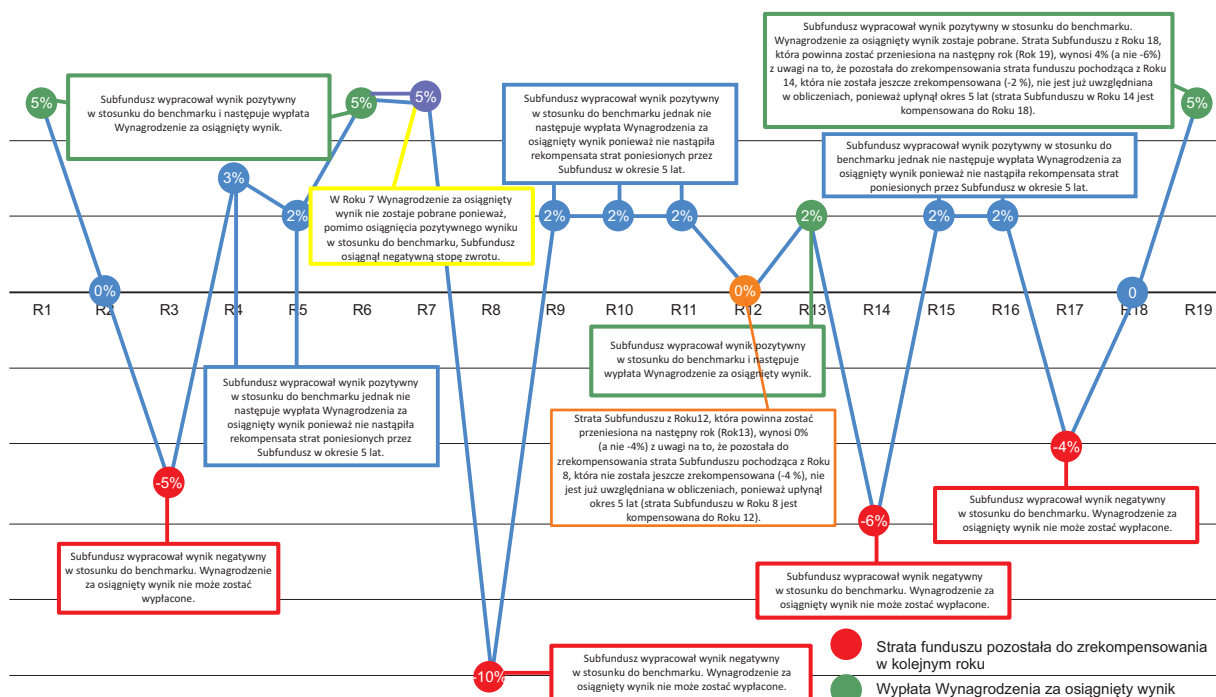 Subfundusz wypracował wynik pozytywny w stosunku do benchmarku.
Wynagrodzenie za osiągnięty wynik zostaje pobrane. Strata Subfunduszu z Roku 18,
która powinna zostać przeniesiona na następny rok (Rok 19), wynosi 4% (a nie -6%)
z uwagi na to, że pozostała do zrekompensowania strata funduszu pochodząca z Roku
14, która nie została jeszcze zrekompensowana (-2 %), nie jest już uwzględniana
w obliczeniach, ponieważ upłynął okres 5 lat (strata Subfunduszu w Roku 14 jest
kompensowana do Roku 18).
5%
Subfundusz wypracował wynik pozytywny
w stosunku do benchmarku i następuje wypłata
Wynagrodzenie za osiągnięty wynik.
5%
5%
Subfundusz wypracował wynik pozytywny
w stosunku do benchmarku jednak nie
następuje wypłata Wynagrodzenia za
osiągnięty wynik ponieważ nie nastąpiła
rekompensata strat poniesionych przez
Subfundusz w okresie 5 lat.
5%
Subfundusz wypracował wynik pozytywny w stosunku do
benchmarku jednak nie następuje wypłata Wynagrodzenia za
osiągnięty wynik ponieważ nie nastąpiła rekompensata strat
poniesionych przez Subfundusz w okresie 5 lat.
3%
2%
W Roku 7 Wynagrodzenie za osiągnięty
wynik nie zostaje pobrane ponieważ,
pomimo osiągnięcia pozytywnego wyniku
w stosunku do benchmark, Subfundusz
osiągnął negatywną stopę zwrotu.
2%
2%
2%
2%
2%
2%
0%
0%
0
R1
R2
R3
R4
R5
R6
R7
R8
R9
R10
R11
R12
R13
R14
R15
R16
R17
R18
R19
Subfundusz wypracował wynik pozytywny
w stosunku do benchmarku i następuje
wypłata Wynagrodzenie za osiągnięty wynik.
Subfundusz wypracował wynik pozytywny
w stosunku do benchmarku jednak nie
następuje wypłata Wynagrodzenia za
osiągnięty wynik ponieważ nie nastąpiła
rekompensata strat poniesionych przez
Subfundusz w okresie 5 lat.
Strata Subfunduszu z Roku12, która powinna zostać
przeniesiona na następny rok (Rok13), wynosi 0%
(a nie -4%) z uwagi na to, że pozostała do
zrekompensowania strata Subfunduszu pochodząca z Roku
8, która nie została jeszcze zrekompensowana (-4 %), nie
jest już uwzględniana w obliczeniach, ponieważ upłynął
okres 5 lat (strata Subfunduszu w Roku 8 jest
kompensowana do Roku 12).
-4%
-5%
Subfundusz wypracował wynik negatywny
w stosunku do benchmarku. Wynagrodzenie za
osiągnięty wynik nie może zostać wypłacone.
-6%
Subfundusz wypracował wynik negatywny
w stosunku do benchmarku. Wynagrodzenie
za osiągnięty wynik nie może zostać
wypłacone.
Subfundusz wypracował wynik negatywny
w stosunku do benchmarku. Wynagrodzenie za
osiągnięty wynik nie może zostać wypłacone.
-10%
Subfundusz wypracował wynik negatywny
w stosunku do benchmarku. Wynagrodzenie za
osiągnięty wynik nie może zostać wypłacone.
Strata funduszu pozostała do zrekompensowania
w kolejnym roku
Wypłata Wynagrodzenia za osiągnięty wynik